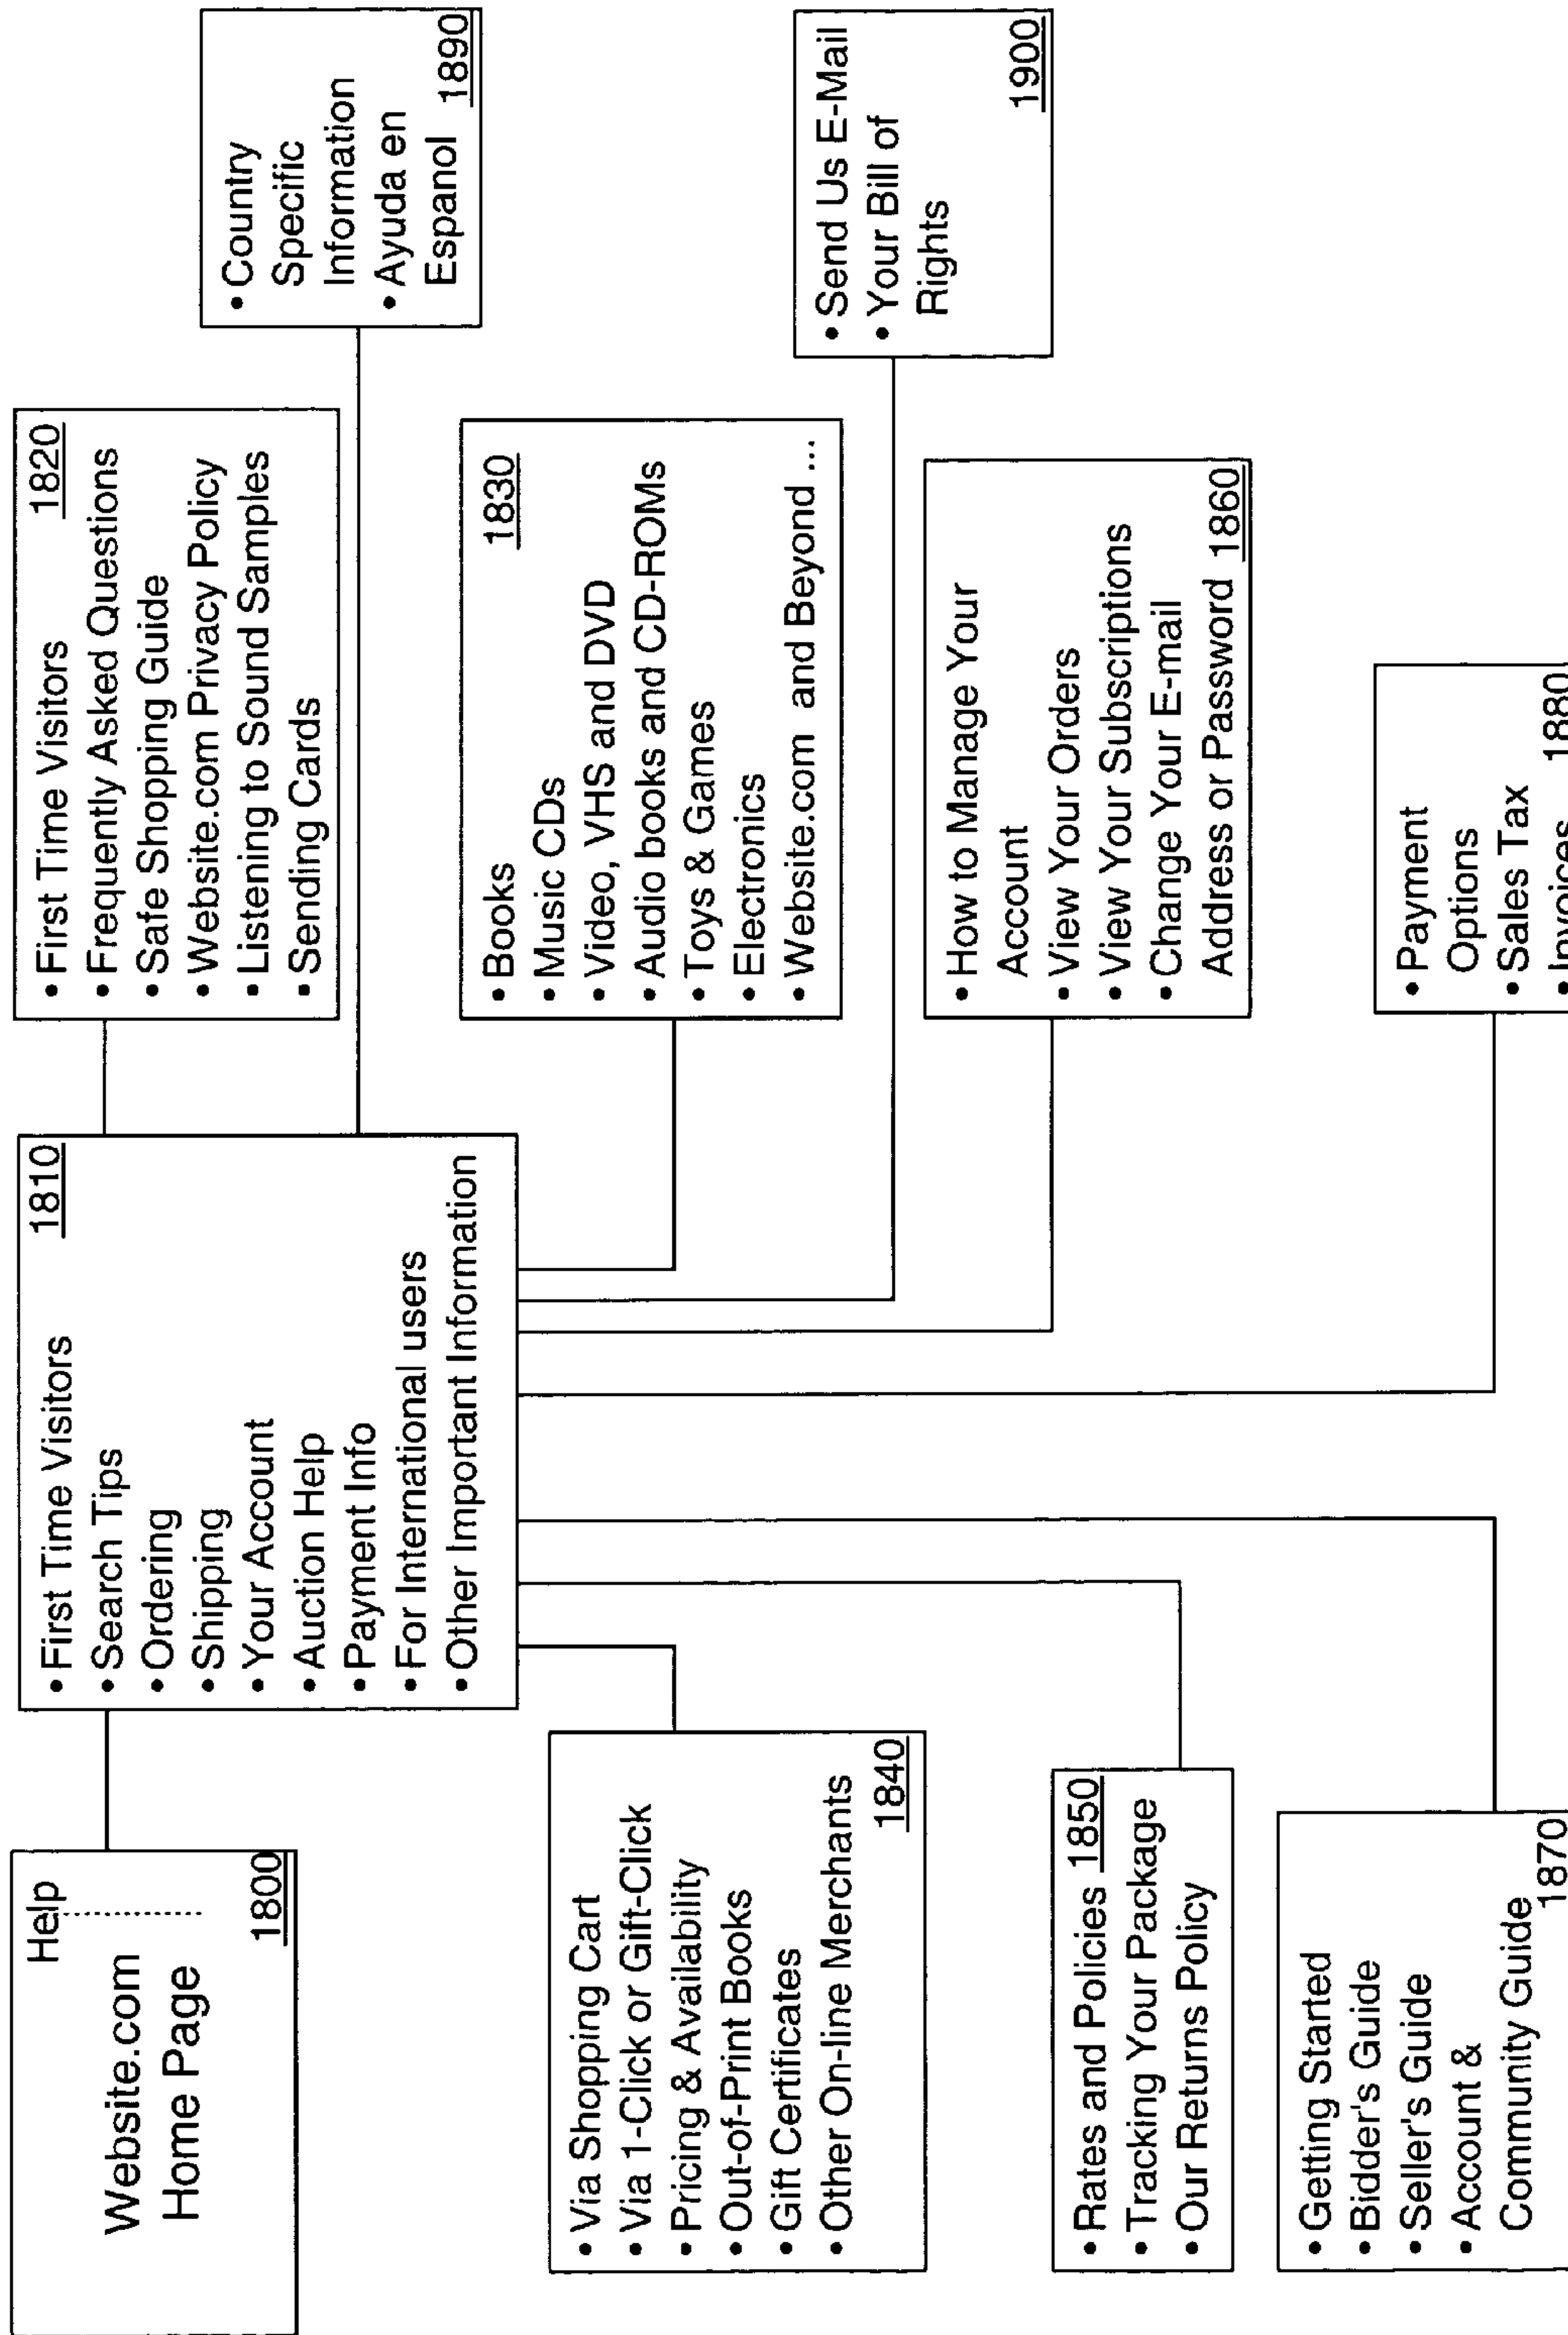 Help
Website.com
Home Page
1800
• First Time Visitors
1810
• Search Tips
• Ordering
• Shipping
• Your Account
• Auction Help
• Payment Info
• For International users
• Other Important Information
• First Time Visitors
1820
• Frequently Asked Questions
• Safe Shopping Guide
• Website.com Privacy Policy
• Listening to Sound Samples
• Sending Cards
• Country
Specific
Information
• Ayuda en
Espanol 1890
• Books
1830
• Music CDs
• Video, VHS and DVD
• Audio books and CD-ROMs
• Toys & Games
• Electronics
• Website.com and Beyond ...
• Send Us E-Mail
• Your Bill of
Rights
1900
• Via Shopping Cart
• Via 1-Click or Gift-Click
• Pricing & Availability
• Out-of-Print Books
• Gift Certificates
• Other On-line Merchants
1840
• How to Manage Your
Account
• View Your Orders
• View Your Subscriptions
• Change Your E-mail
Address or Password 1860
• Rates and Policies 1850
• Tracking Your Package
• Our Returns Policy
• Getting Started
• Bidder's Guide
• Seller's Guide
• Account &
Community Guide
1870
• Payment
Options
• Sales Tax
• Invoices 1880